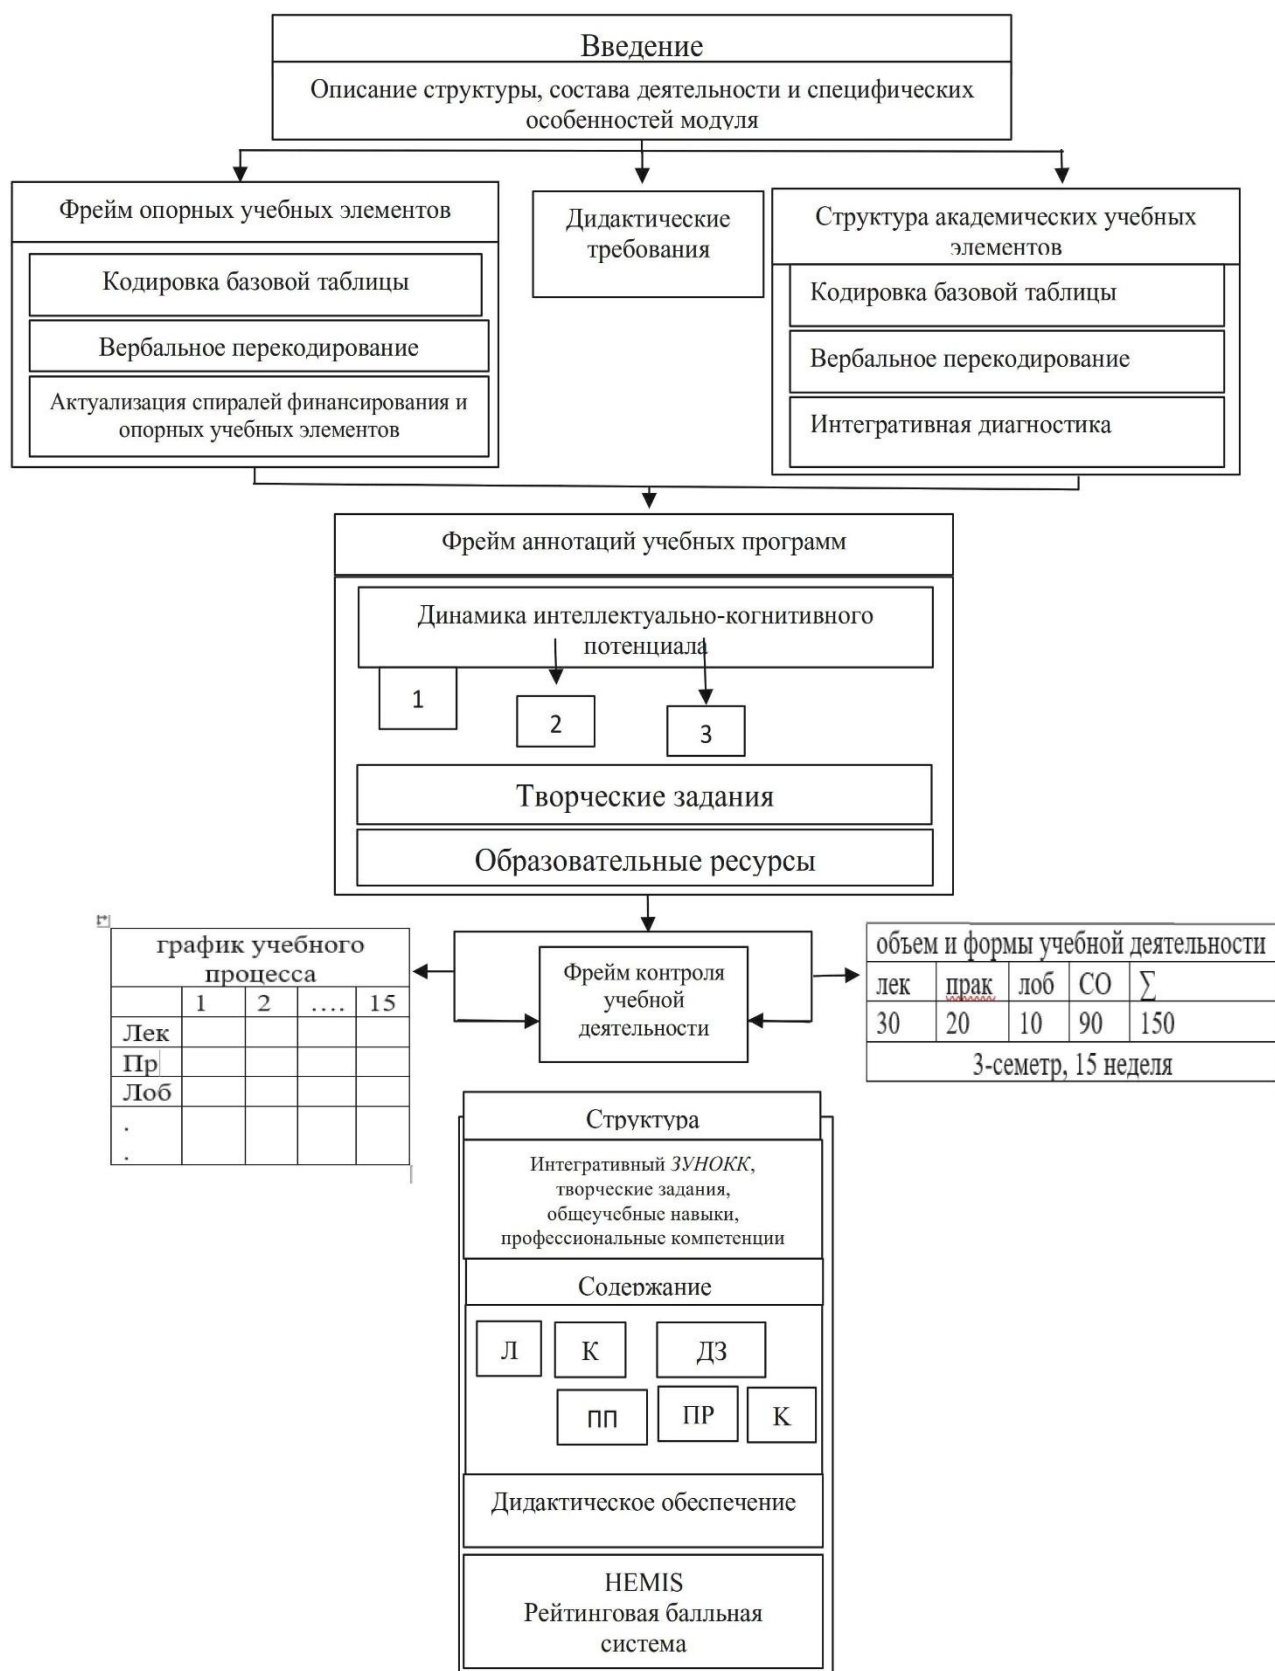 Введение
Описание структуры, состава деятельности и специфических
особенностей модуля
Фрейм опорных учебных элементов
Кодировка базовой таблицы
Вербальное перекодирование
Актуализация спиралей финансирования и
опорных учебных элементов
Дидактические
требования
Структура академических учебных
элементов
Кодировка базовой таблицы
Вербальное перекодирование
Интегративная диагностика
Фрейм аннотаций учебных программ
Динамика интеллектуально-когнитивного
потенциала
1
2
3
Творческие задания
Образовательные ресурсы
график учебного
процесса
1 2 .... 15
Лек
Пр
Лоб
.
.
Фрейм контроля
учебной
деятельности
объем и формы учебной деятельности
лек прак лоб СО ∑
30 20 10 90 150
3-семетр, 15 неделя
Структура
Интегративный ЗУНОКК,
творческие задания,
общеучебные навыки,
профессиональные компетенции
Содержание
Л К ДЗ
ПП ПР К
Дидактическое обеспечение
HEMIS
Рейтинговая балльная
система